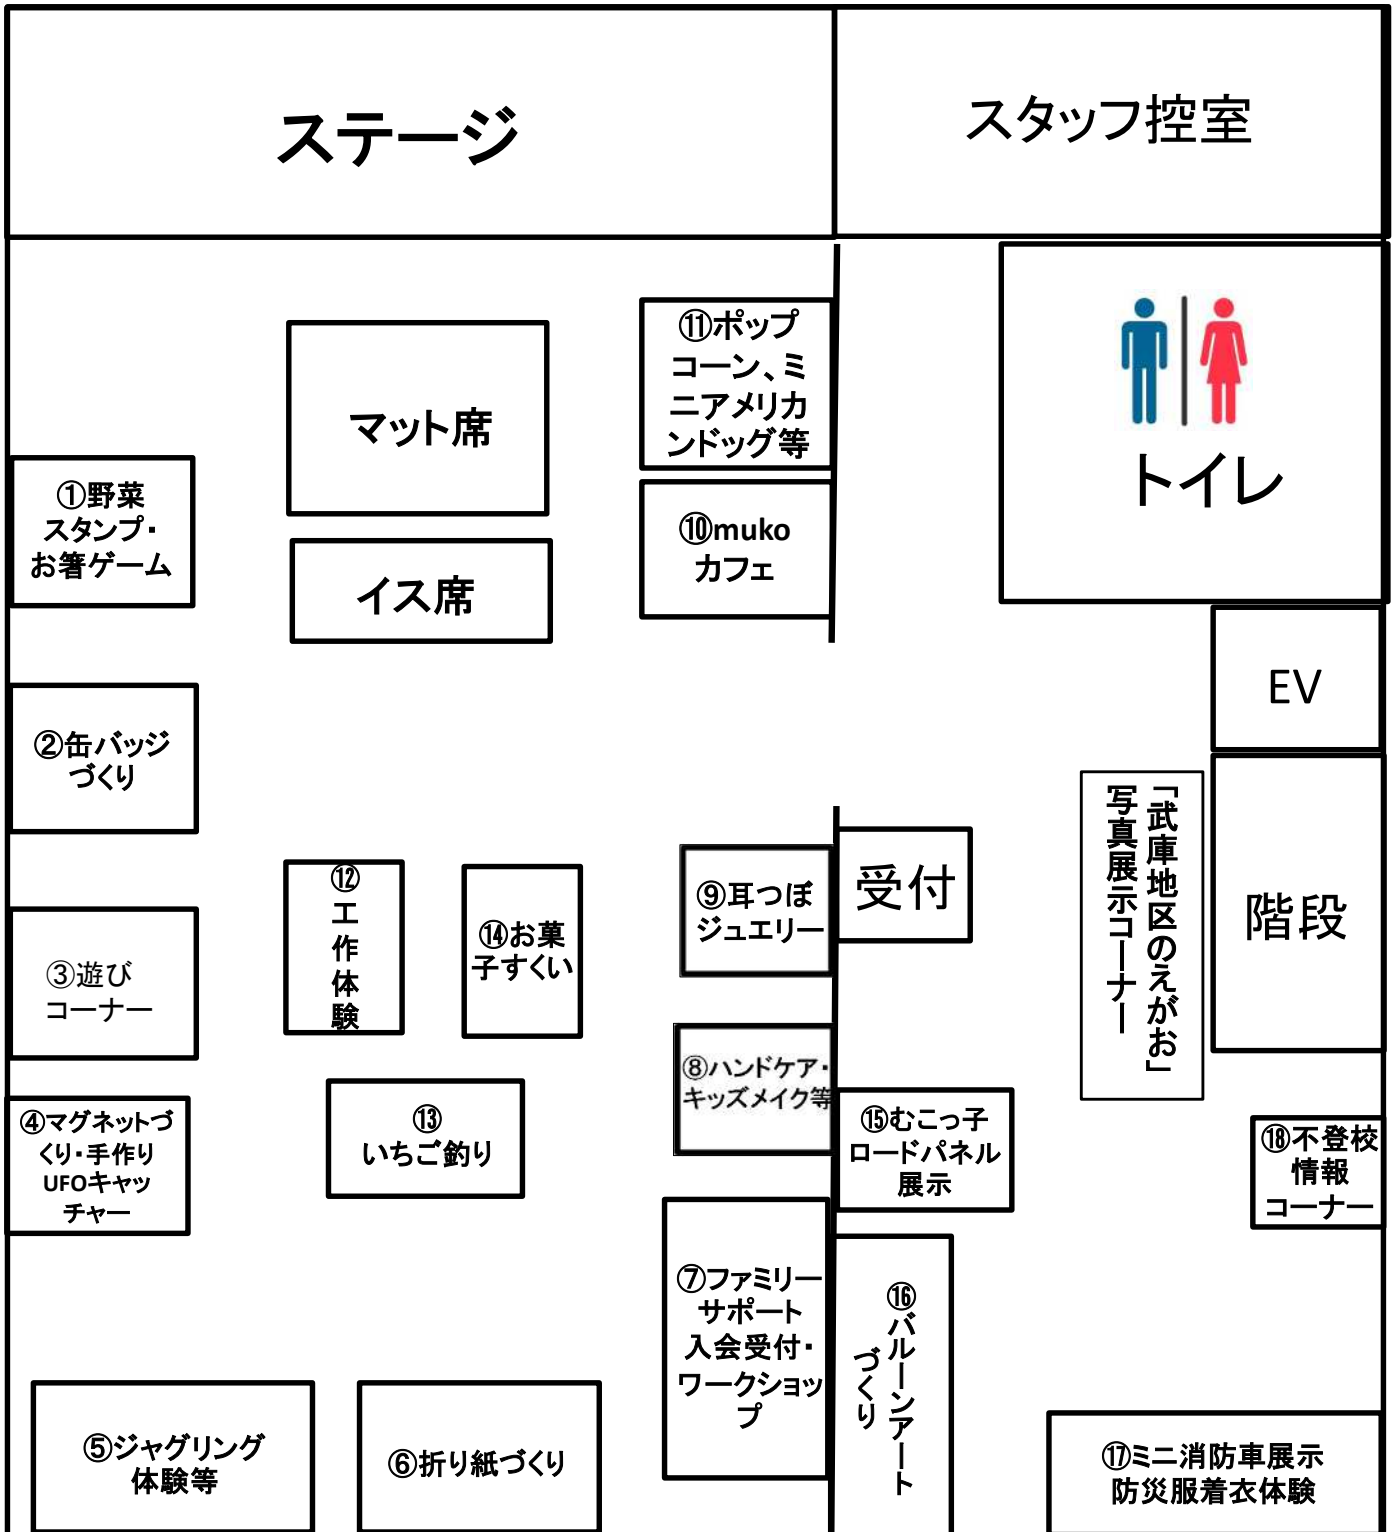 ステージ
スタッフ控室
トイレ
⑪ポップ
コーン、ミ
ニアメリカ
ンドッグ等
マット席
①野菜
スタンプ・
お箸ゲーム
⑩muko
カフェ
イス席
EV
②缶バッジ
づくり
「武庫地区のえがお」
写真展示コーナー
階段
受付
⑨耳つぼ
ジュエリー
⑫
工
作
体
験
⑭お菓
子すくい
③遊び
コーナー
⑧ハンドケア・
キッズメイク等
④マグネットづ
くり・手作り
UFOキャッ
チャー
⑬
いちご釣り
⑮むこっ子
ロードパネル
展示
⑱不登校
情報
コーナー
⑦ファミリー
サポート
入会受付・
ワークショッ
プ
⑯バルーンアート
づくり
⑤ジャグリング
体験等
⑥折り紙づくり
⑰ミニ消防車展示
防災服着衣体験